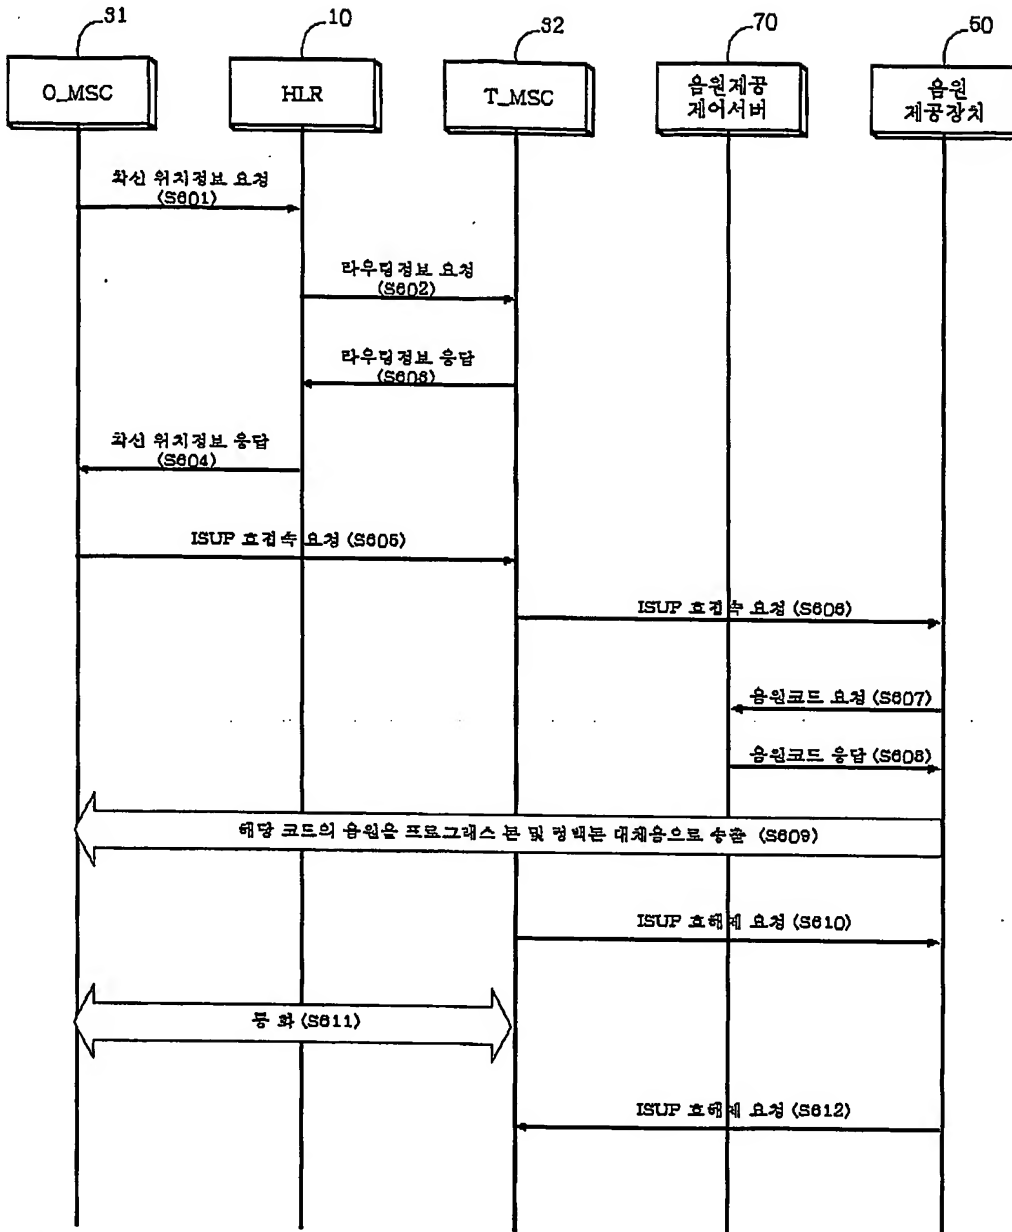 31
10
32
70
50
O_MSC
HLR
T_MSC
음원제공
제어서버
음원
제공장치
착신 위치정보 요청
(S601)
라우팅정보 요청
(S602)
라우팅정보 응답
(S603)
착신 위치정보 응답
(S604)
ISUP 호접속 요청 (S605)
ISUP 호접속 요청 (S606)
음원코드 요청 (S607)
음원코드 응답 (S608)
해당 코드의 음원을 프로그래스 톤 및 링백톤 대체음으로 송출 (S609)
ISUP 호해제 요청 (S610)
통 화 (S611)
ISUP 호해제 요청 (S612)